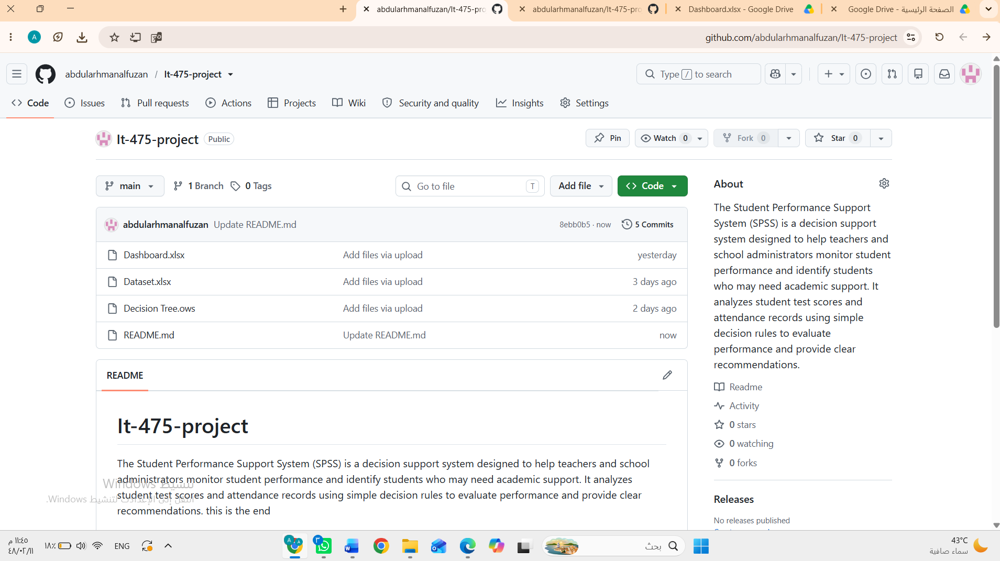 abdularhmanalfuzan/It-475-pro
abdularhmanalfuzan/It-475-pro
Dashboard.xlsx - Google Drive
الصفحة الرئيسية - Google Drive
A
github.com/abdularhmanalfuzan/It-475-project
abdularhmanalfuzan / It-475-project
Type / to search
Code
Issues
Pull requests
Actions
Projects
Wiki
Security and quality
Insights
Settings
It-475-project
Public
Pin
Watch 0
Fork 0
Star 0
main
1 Branch
0 Tags
Go to file
T
Add file
Code
abdularhmanalfuzan Update README.md
8ebb0b5 · now
5 Commits
Dashboard.xlsx Add files via upload yesterday
Dataset.xlsx Add files via upload 3 days ago
Decision Tree.ows Add files via upload 2 days ago
README.md Update README.md now
README
It-475-project
The Student Performance Support System (SPSS) is a decision support system designed to help teachers and school
administrators monitor student performance and identify students who may need academic support. It analyzes
student test scores and attendance records using simple decision rules to evaluate performance and provide clear
recommendations. this is the end
About
The Student Performance Support
System (SPSS) is a decision support
system designed to help teachers and
school administrators monitor student
performance and identify students
who may need academic support. It
analyzes student test scores and
attendance records using simple
decision rules to evaluate
performance and provide clear
recommendations.
Readme
Activity
0 stars
0 watching
0 forks
Releases
No releases published
تنشيط Windows
انتقل إلى الإعدادات لتنشيط Windows.
١١:٤٥ م
٤٨/٠٢/١١
١٨٪
ENG
٣
بحث
43°C
سماء صافية